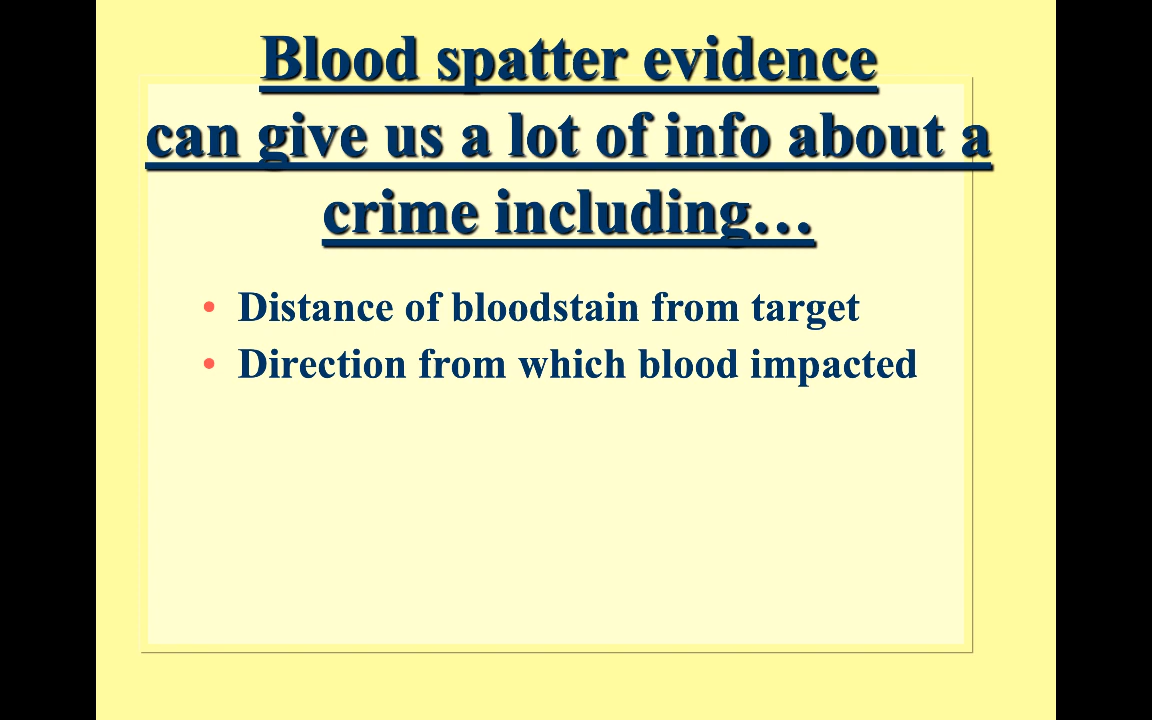 Blood spatter evidence
can give us a lot of info about a
crime including…
• Distance of bloodstain from target
• Direction from which blood impacted